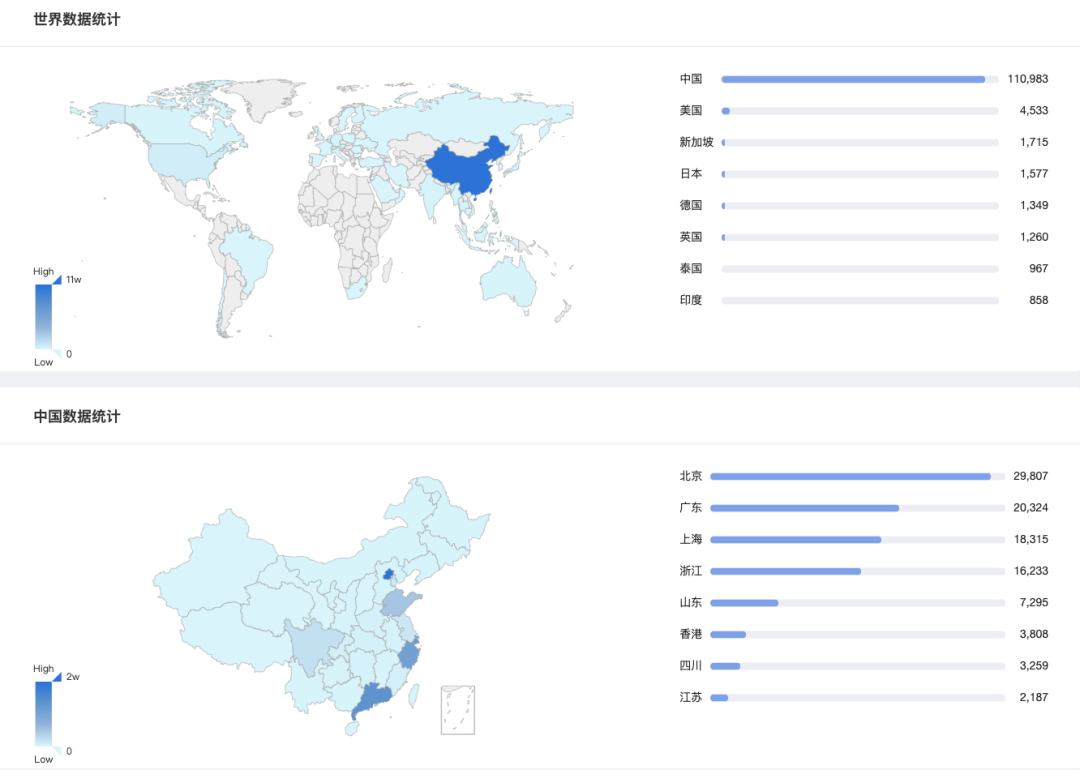 世界数据统计
中国 110,983
美国 4,533
新加坡 1,715
日本 1,577
德国 1,349
英国 1,260
泰国 967
印度 858
High
11w
0
Low
中国数据统计
北京 29,807
广东 20,324
上海 18,315
浙江 16,233
山东 7,295
香港 3,808
四川 3,259
江苏 2,187
High
2w
0
Low